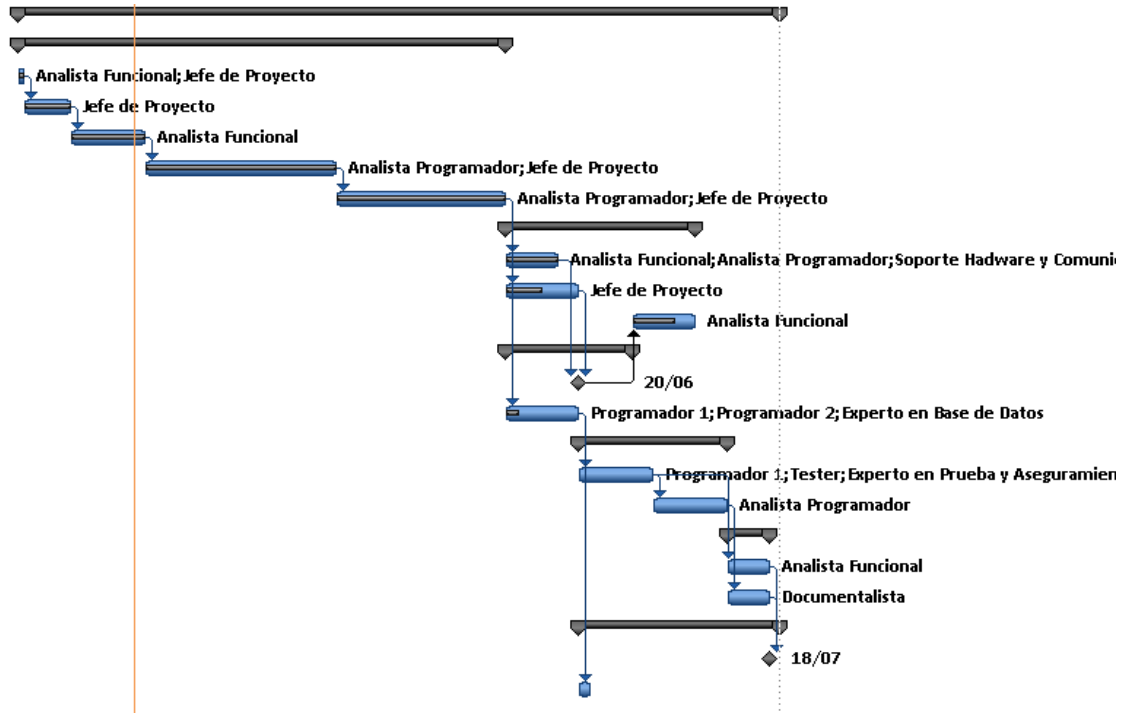 Analista Funcional;Jefe de Proyecto
Jefe de Proyecto
Analista Funcional
Analista Programador;Jefe de Proyecto
Analista Programador;Jefe de Proyecto
Analista Funcional;Analista Programador;Soporte Hadware y Comuni
Jefe de Proyecto
Analista Funcional
20/06
Programador 1;Programador 2;Experto en Base de Datos
Programador 1;Tester;Experto en Prueba y Aseguramien
Analista Programador
Analista Funcional
Documentalista
18/07